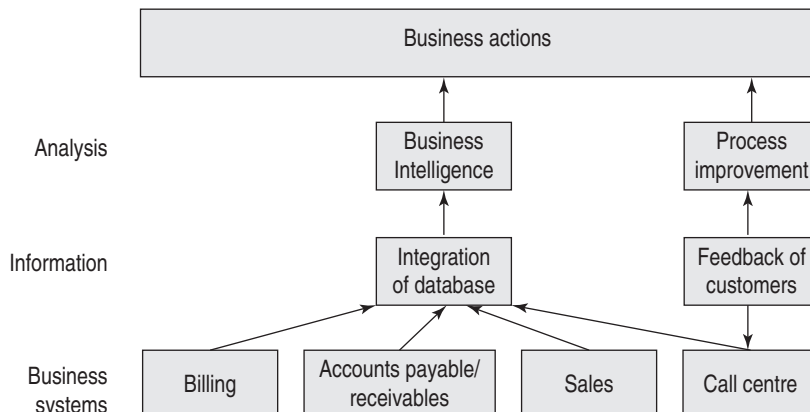 Business actions
Analysis
Business
Intelligence
Process
improvement
Information
Integration
of database
Feedback of
customers
Business
systems
Billing
Accounts payable/
receivables
Sales
Call centre